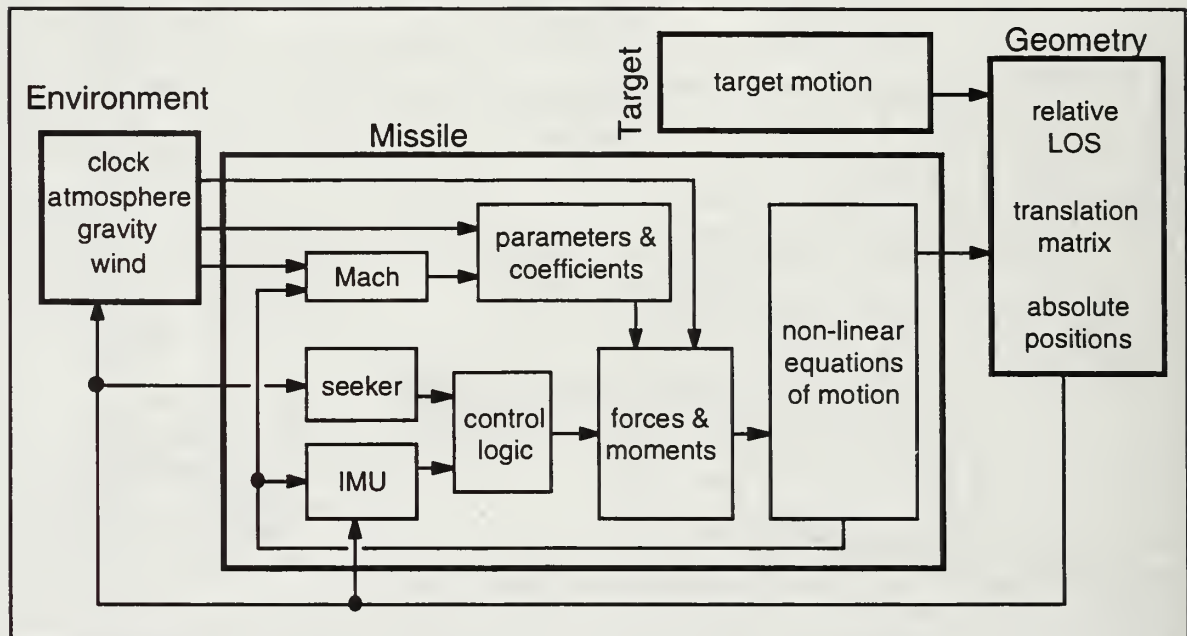 Environment
clock
atmosphere
gravity
wind
Missile
Mach
parameters &
coefficients
seeker
IMU
control
logic
forces &
moments
non-linear
equations
of motion
Target
target motion
Geometry
relative
LOS
translation
matrix
absolute
positions